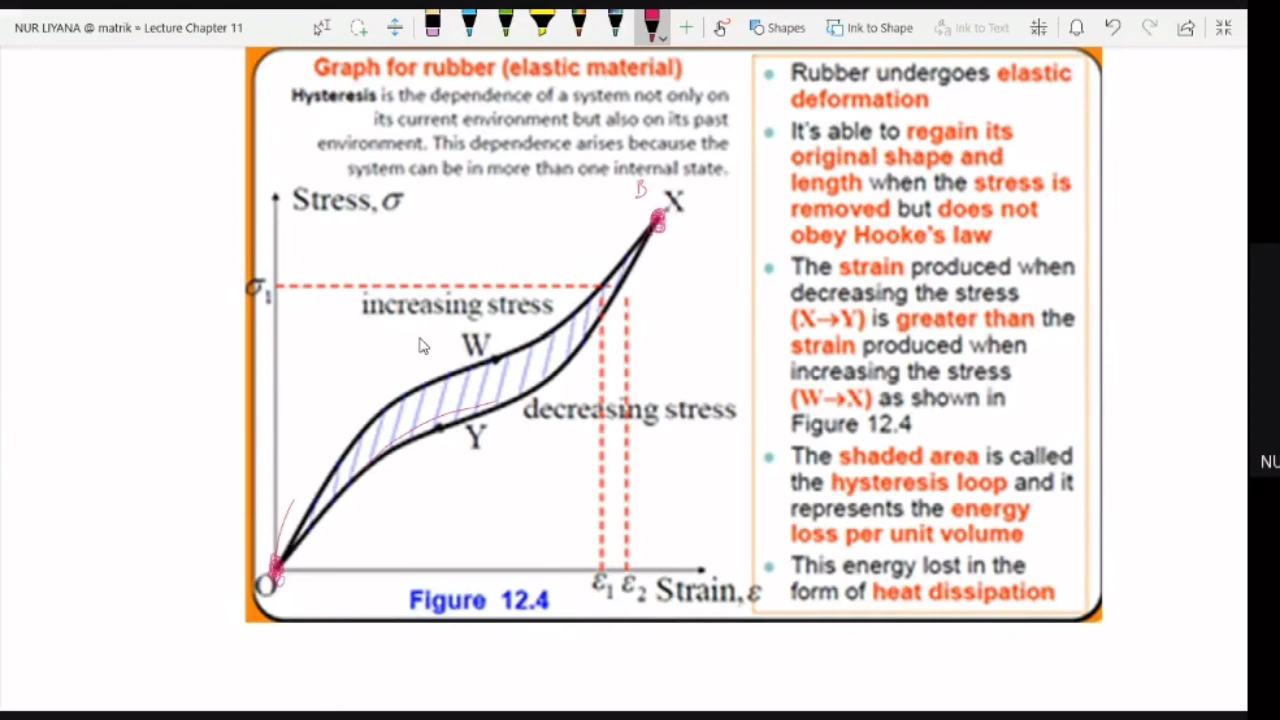 NUR LIYANA @ matrik » Lecture Chapter 11
Shapes
Ink to Shape
Ink to Text
Graph for rubber (elastic material)
Hysteresis is the dependence of a system not only on
its current environment but also on its past
environment. This dependence arises because the
system can be in more than one internal state.
B
Stress, σ
X
σ₁
increasing stress
W
decreasing stress
Y
O
ε₁ ε₂ Strain, ε
Figure 12.4
Rubber undergoes elastic
deformation
It's able to regain its
original shape and
length when the stress is
removed but does not
obey Hooke's law
The strain produced when
decreasing the stress
(X→Y) is greater than the
strain produced when
increasing the stress
(W→X) as shown in
Figure 12.4
The shaded area is called
the hysteresis loop and it
represents the energy
loss per unit volume
This energy lost in the
form of heat dissipation
NU